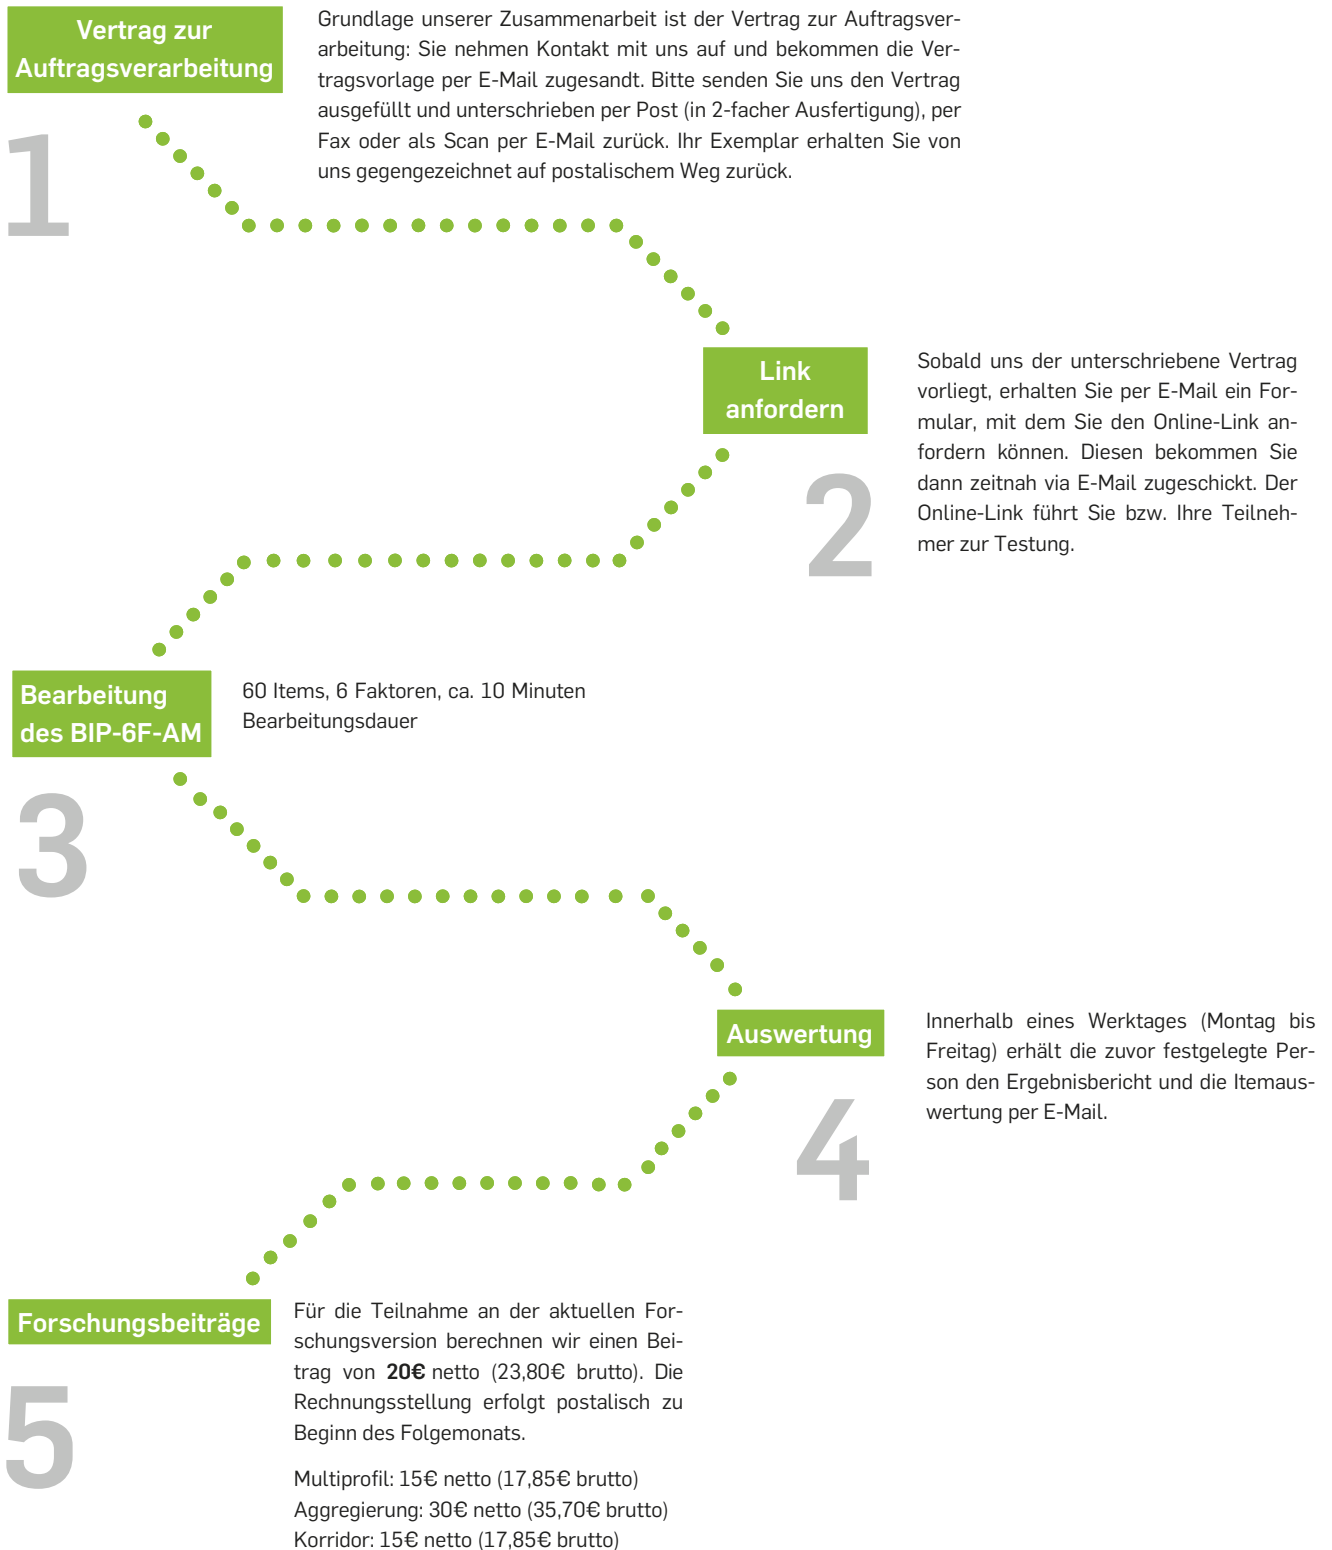 Vertrag zur
Auftragsverarbeitung
1
Grundlage unserer Zusammenarbeit ist der Vertrag zur Auftragsver-
arbeitung: Sie nehmen Kontakt mit uns auf und bekommen die Ver-
tragsvorlage per E-Mail zugesandt. Bitte senden Sie uns den Vertrag
ausgefüllt und unterschrieben per Post (in 2-facher Ausfertigung), per
Fax oder als Scan per E-Mail zurück. Ihr Exemplar erhalten Sie von
uns gegengezeichnet auf postalischem Weg zurück.
Link
anfordern
2
Sobald uns der unterschriebene Vertrag
vorliegt, erhalten Sie per E-Mail ein For-
mular, mit dem Sie den Online-Link an-
fordern können. Diesen bekommen Sie
dann zeitnah via E-Mail zugeschickt. Der
Online-Link führt Sie bzw. Ihre Teilneh-
mer zur Testung.
Bearbeitung
des BIP-6F-AM
3
60 Items, 6 Faktoren, ca. 10 Minuten
Bearbeitungsdauer
Auswertung
4
Innerhalb eines Werktages (Montag bis
Freitag) erhält die zuvor festgelegte Per-
son den Ergebnisbericht und die Itemaus-
wertung per E-Mail.
Forschungsbeiträge
5
Für die Teilnahme an der aktuellen For-
schungsversion berechnen wir einen Bei-
trag von 20€ netto (23,80€ brutto). Die
Rechnungsstellung erfolgt postalisch zu
Beginn des Folgemonats.
Multiprofil: 15€ netto (17,85€ brutto)
Aggregierung: 30€ netto (35,70€ brutto)
Korridor: 15€ netto (17,85€ brutto)